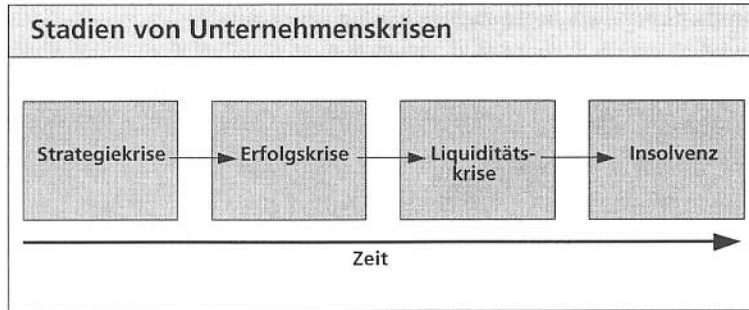 Stadien von Unternehmenskrisen
Strategiekrise
Erfolgskrise
Liquiditäts-
krise
Insolvenz
Zeit